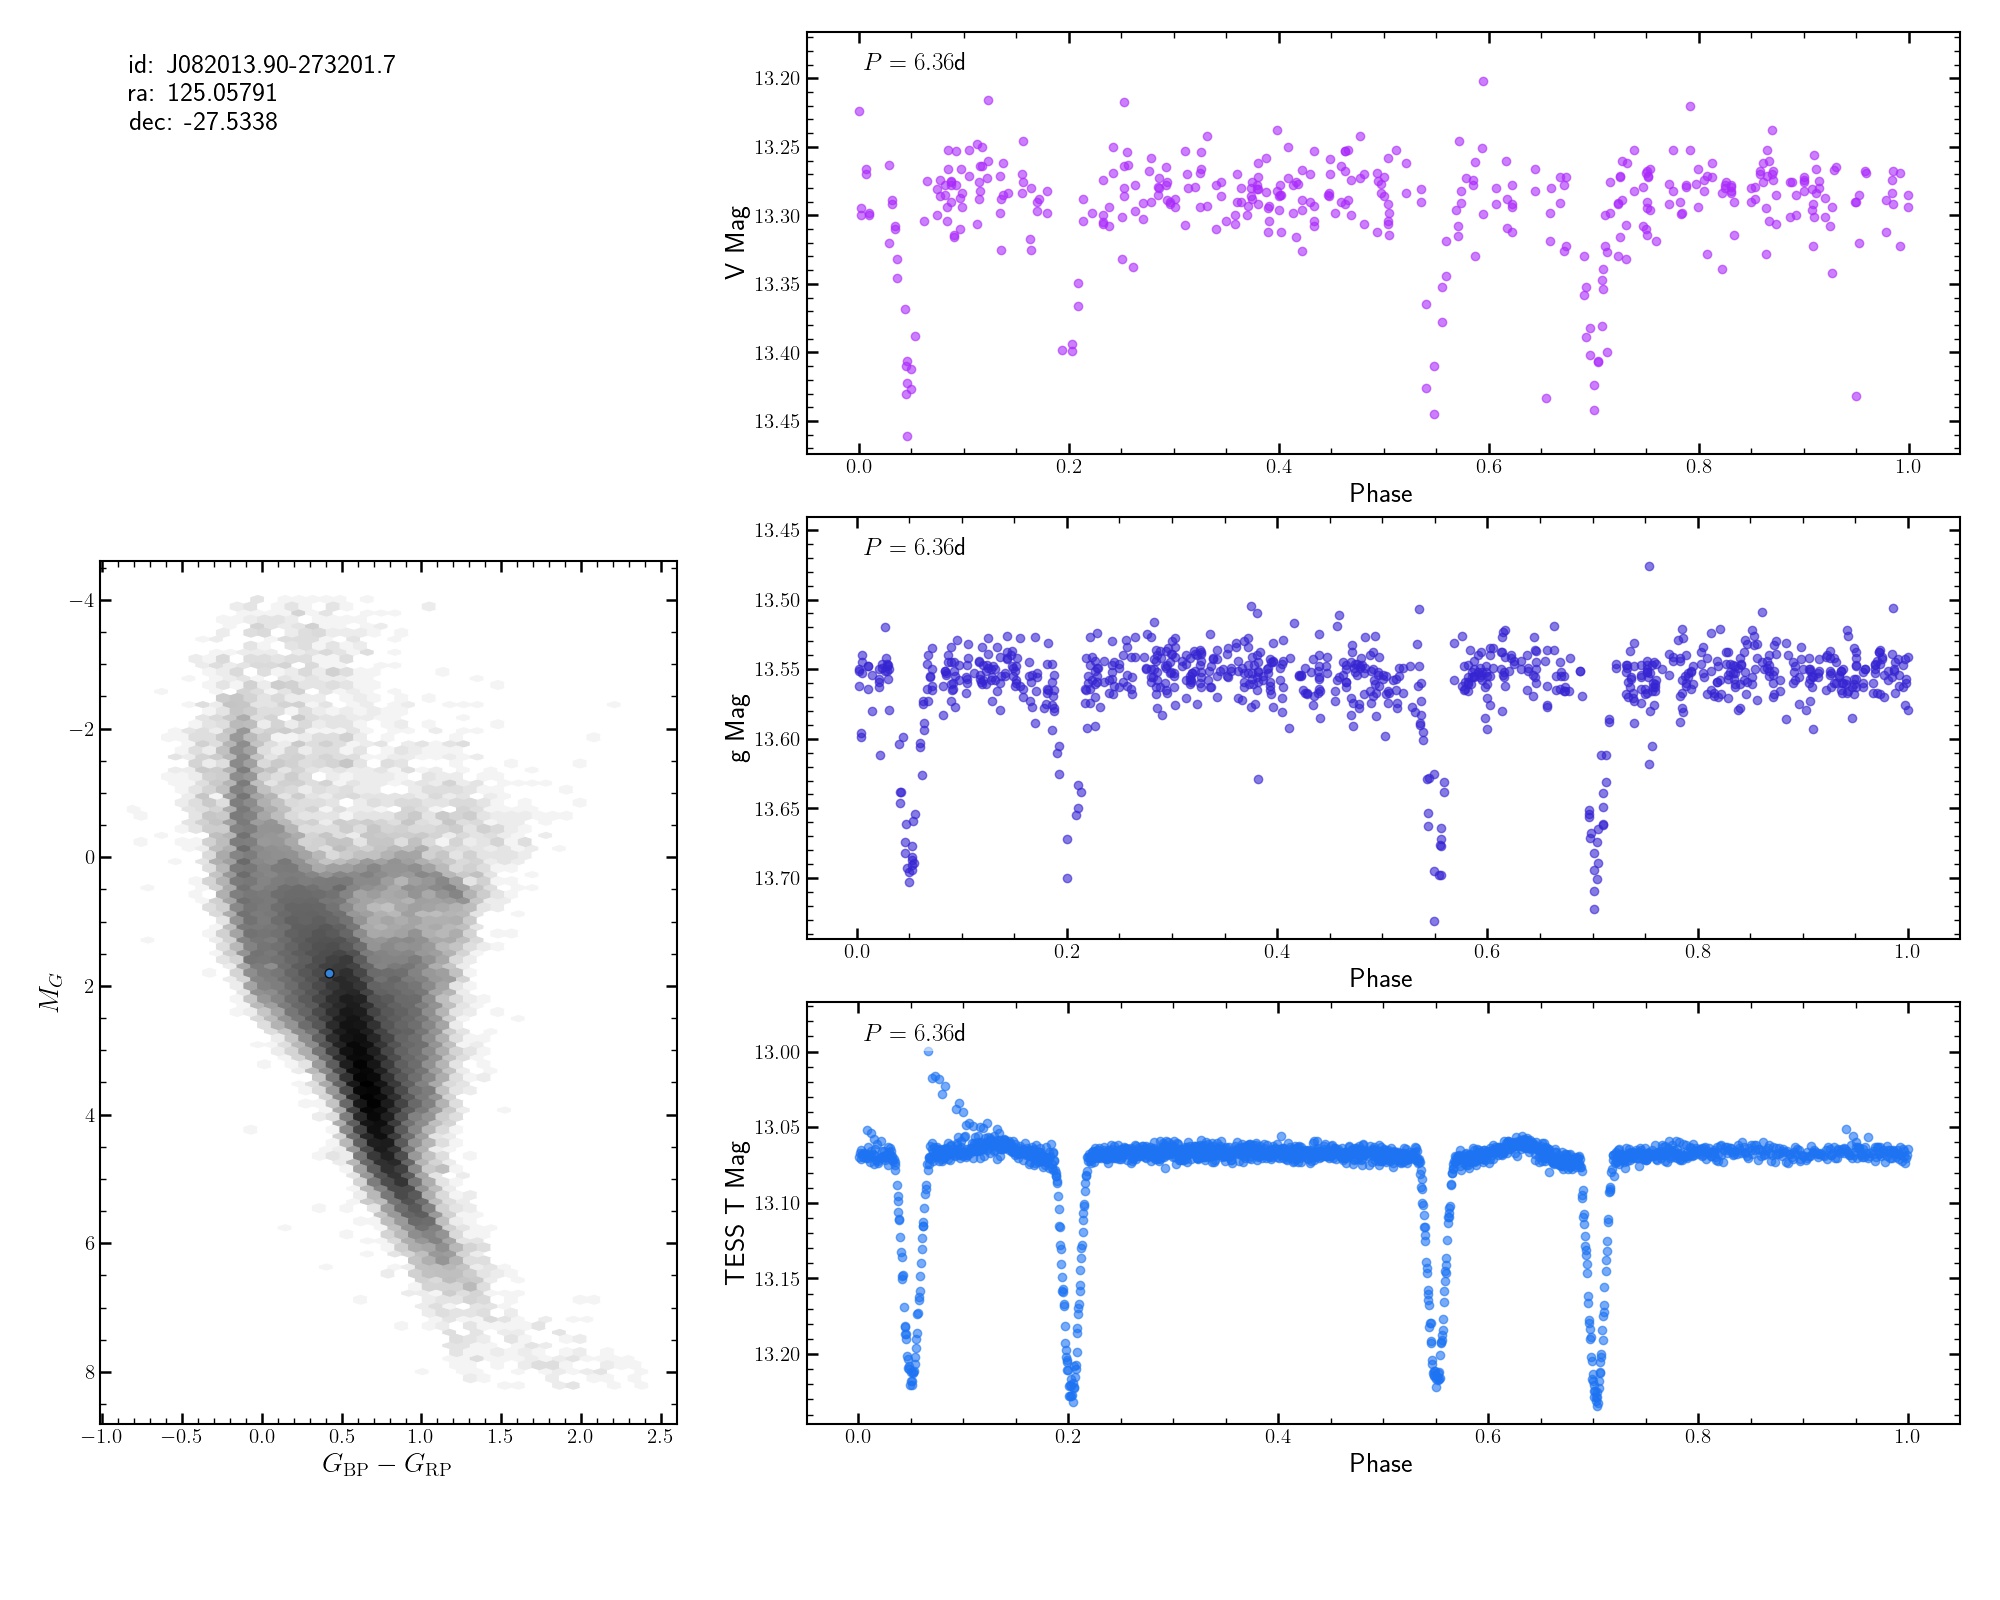 id: J082013.90-273201.7
ra: 125.05791
dec: -27.5338
P = 6.36d
V Mag
13.20
13.25
13.30
13.35
13.40
13.45
0.0 0.2 0.4 0.6 0.8 1.0
Phase
P = 6.36d
g Mag
13.45
13.50
13.55
13.60
13.65
13.70
0.0 0.2 0.4 0.6 0.8 1.0
Phase
P = 6.36d
TESS T Mag
13.00
13.05
13.10
13.15
13.20
0.0 0.2 0.4 0.6 0.8 1.0
Phase
M_G
−4
−2
0
2
4
6
8
−1.0 −0.5 0.0 0.5 1.0 1.5 2.0 2.5
G_BP − G_RP